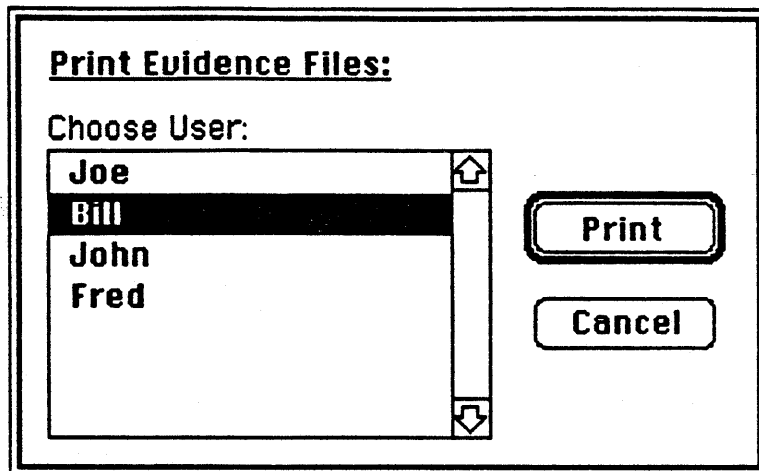 Print Evidence Files:
Choose User:
Joe
Bill
John
Fred
Print
Cancel